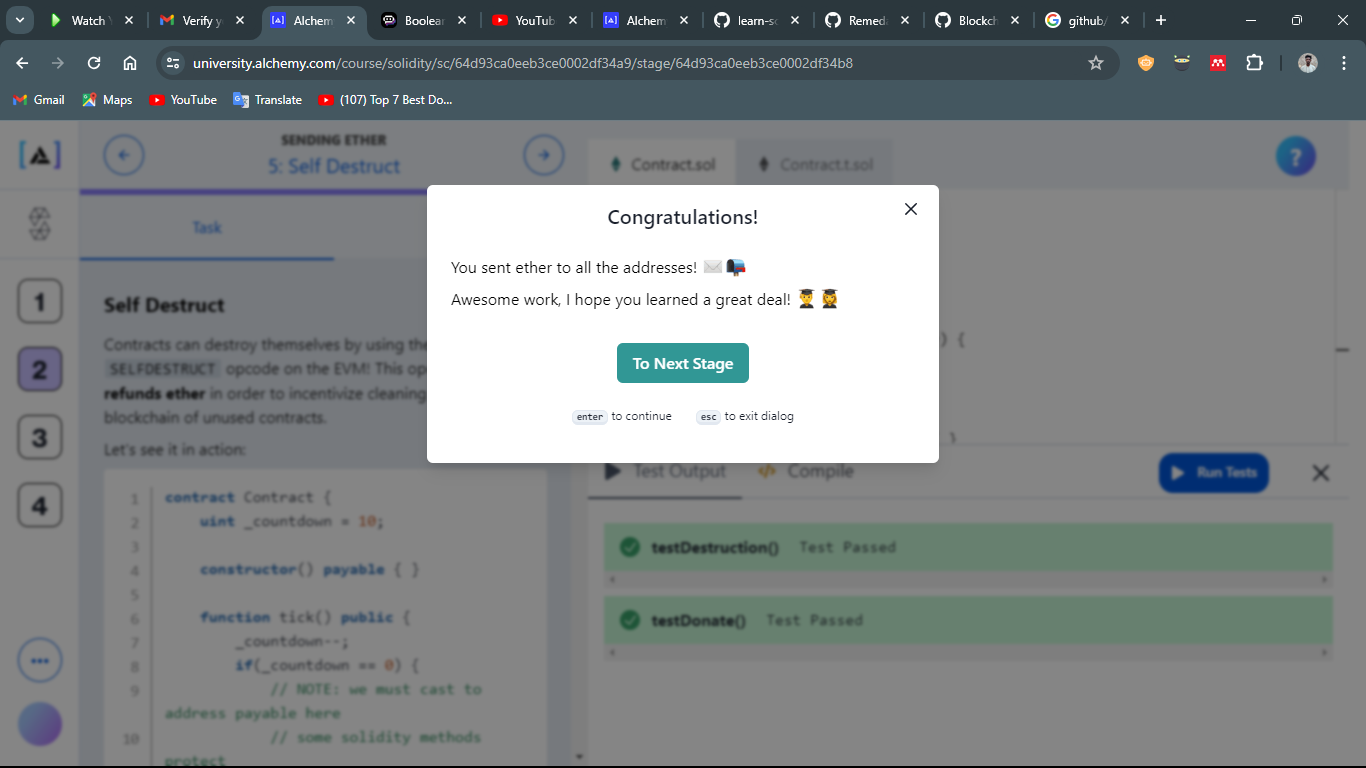 Watch
Verify y
Alchem
Boolear
YouTub
Alchem
learn-sc
Remed
Blockch
github/
university.alchemy.com/course/solidity/sc/64d93ca0eeb3ce0002df34a9/stage/64d93ca0eeb3ce0002df34b8
Gmail
Maps
YouTube
Translate
(107) Top 7 Best Do...
SENDING ETHER
5: Self Destruct
Contract.sol
Contract.t.sol
?
Task
1
2
3
4
Self Destruct
Contracts can destroy themselves by using the
SELFDESTRUCT opcode on the EVM! This op
refunds ether in order to incentivize cleaning
blockchain of unused contracts.
Let's see it in action:
1 contract Contract {
2 uint _countdown = 10;
3
4 constructor() payable { }
5
6 function tick() public {
7 _countdown--;
8 if(_countdown == 0) {
9 // NOTE: we must cast to
address payable here
10 // some solidity methods
protect
Congratulations!
You sent ether to all the addresses! ✉️📭
Awesome work, I hope you learned a great deal! 👨‍🎓👩‍🎓
To Next Stage
enter to continue
esc to exit dialog
) {
}
Test Output
Compile
Run Tests
testDestruction() Test Passed
testDonate() Test Passed